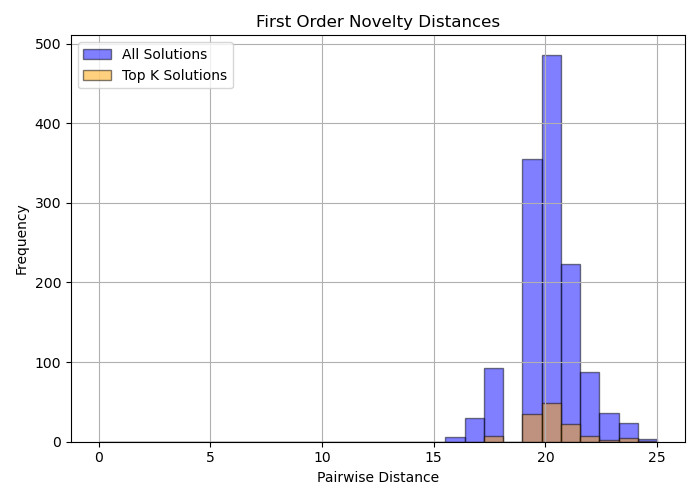 First Order Novelty Distances
All Solutions
Top K Solutions
500
400
300
200
100
0
Frequency
0 5 10 15 20 25
Pairwise Distance